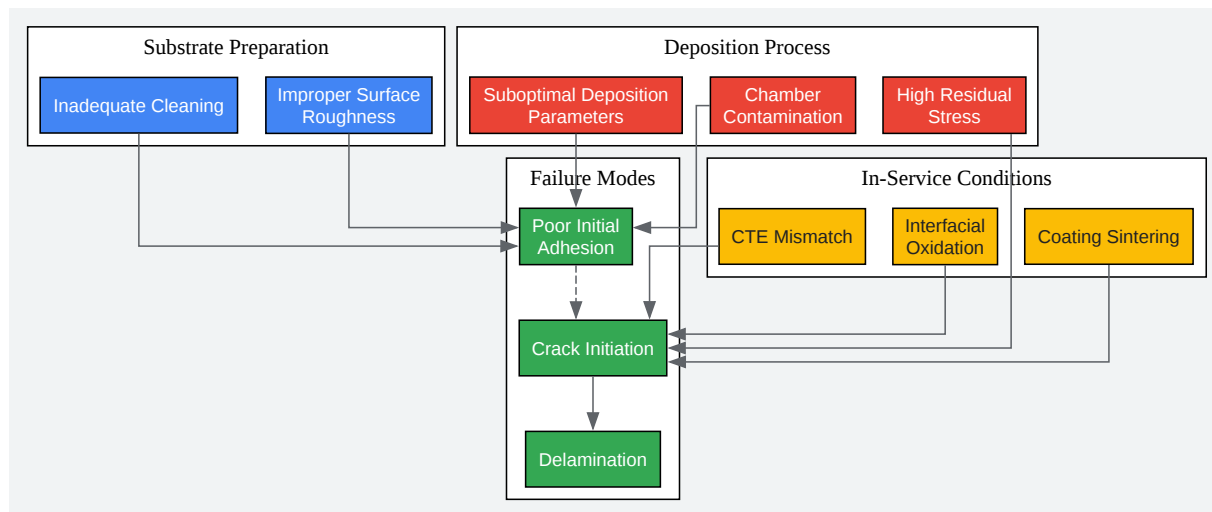 Substrate Preparation
Inadequate Cleaning
Improper Surface
Roughness
Deposition Process
Suboptimal Deposition
Parameters
Chamber
Contamination
High Residual
Stress
Failure Modes
Poor Initial
Adhesion
Crack Initiation
Delamination
In-Service Conditions
CTE Mismatch
Interfacial
Oxidation
Coating Sintering